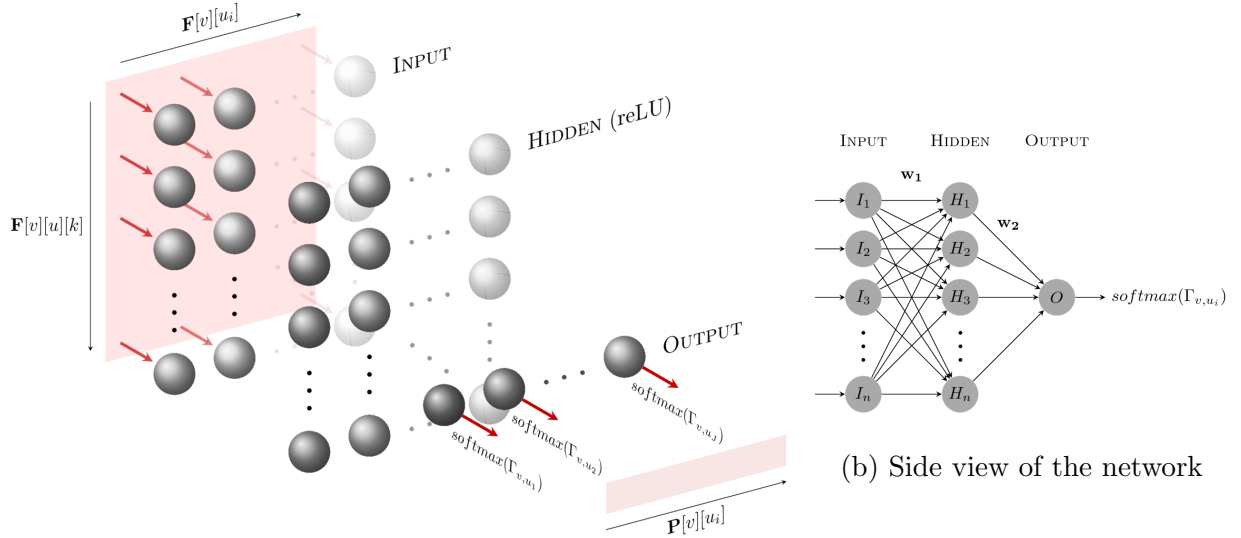 F[v][u_i]
INPUT
HIDDEN (reLU)
F[v][u][k]
OUTPUT
softmax(Γ_{v,u_1})
softmax(Γ_{v,u_2})
softmax(Γ_{v,u_J})
P[v][u_i]
INPUT HIDDEN OUTPUT
w_1
w_2
I_1 H_1
I_2 H_2
I_3 H_3
O softmax(Γ_{v,u_i})
I_n H_n
(b) Side view of the network